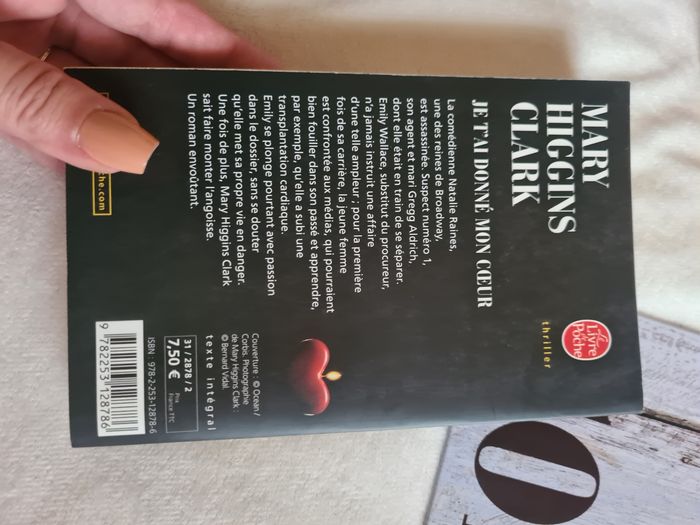 MARY
HIGGINS
CLARK
JE T'AI DONNÉ MON CŒUR
La comédienne Natalie Raines,
une des reines de Broadway,
est assassinée. Suspect numéro 1,
son agent et mari Gregg Aldrich,
dont elle était en train de se séparer.
Emily Wallace, substitut du procureur,
n'a jamais instruit une affaire
d'une telle ampleur ; pour la première
fois de sa carrière, la jeune femme
est confrontée aux médias, qui pourraient
bien fouiller dans son passé et apprendre,
par exemple, qu'elle a subi une
transplantation cardiaque.
Emily se plonge pourtant avec passion
dans le dossier, sans se douter
qu'elle met sa propre vie en danger.
Une fois de plus, Mary Higgins Clark
sait faire monter l'angoisse.
Un roman envoûtant.
Le Livre
de
Poche
thriller
Couverture : © Ocean /
Corbis. Photographe
de Mary Higgins Clark :
© Bernard Vidal.
texte intégral
31 / 2878 / 2
7,50 € Prix
France TTC
ISBN : 978-2-253-12878-6
9 782253 128786
che.com
O